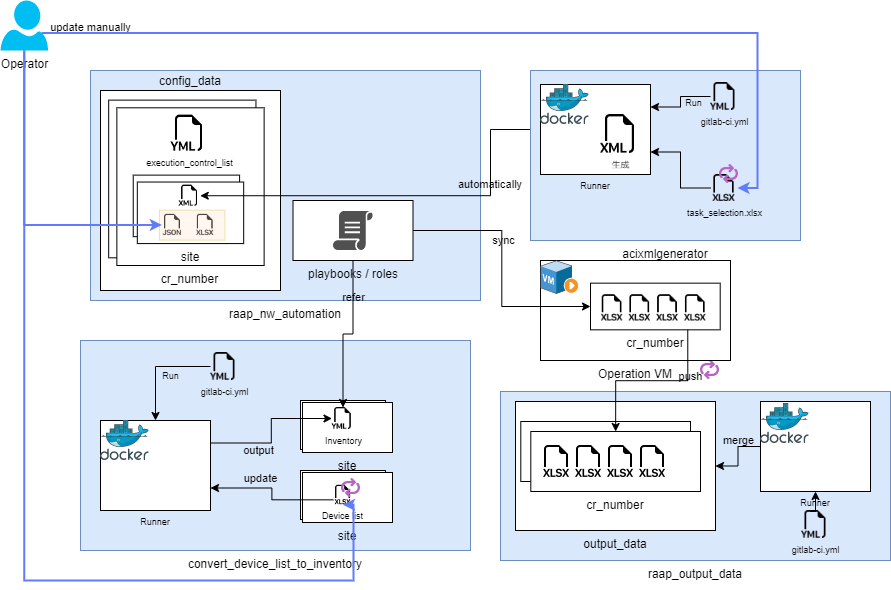 update manually
Operator
config_data
YML
execution_control_list
XML
JSON
XLSX
site
cr_number
playbooks / roles
raap_nw_automation
automatically
sync
refer
docker
XML
生成
Runner
Run
YML
gitlab-ci.yml
XLSX
task_selection.xlsx
acixmlgenerator
VM
XLSX XLSX XLSX XLSX
cr_number
Operation VM
push
Run
YML
gitlab-ci.yml
docker
Runner
output
update
YML
Inventory
site
XLSX
Device list
site
convert_device_list_to_inventory
XLSX XLSX XLSX XLSX
cr_number
output_data
merge
docker
Runner
YML
gitlab-ci.yml
raap_output_data